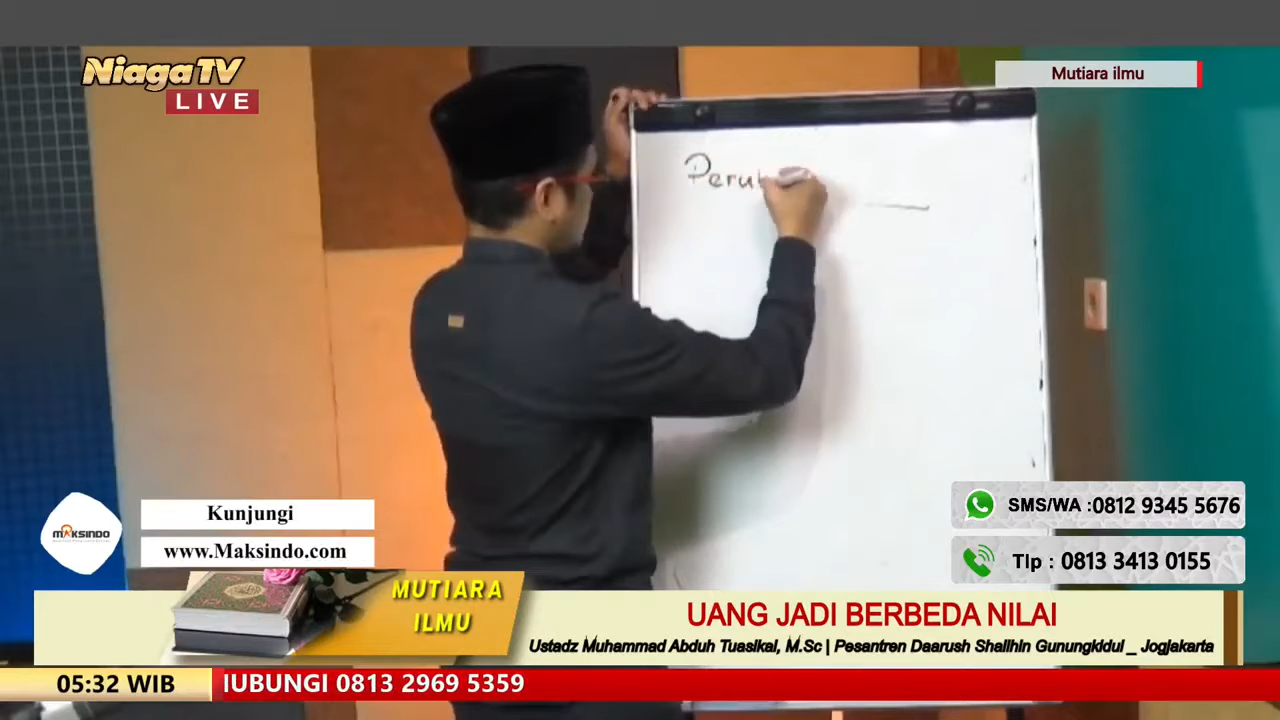 NiagaTV
LIVE
Mutiara ilmu
Peru
MAKSINDO
Kunjungi
www.Maksindo.com
SMS/WA :0812 9345 5676
Tlp : 0813 3413 0155
MUTIARA
ILMU
UANG JADI BERBEDA NILAI
Ustadz Muhammad Abduh Tuasikal, M.Sc | Pesantren Daarush Shalihin Gunungkidul _ Jogjakarta
05:32 WIB
IUBUNGI 0813 2969 5359